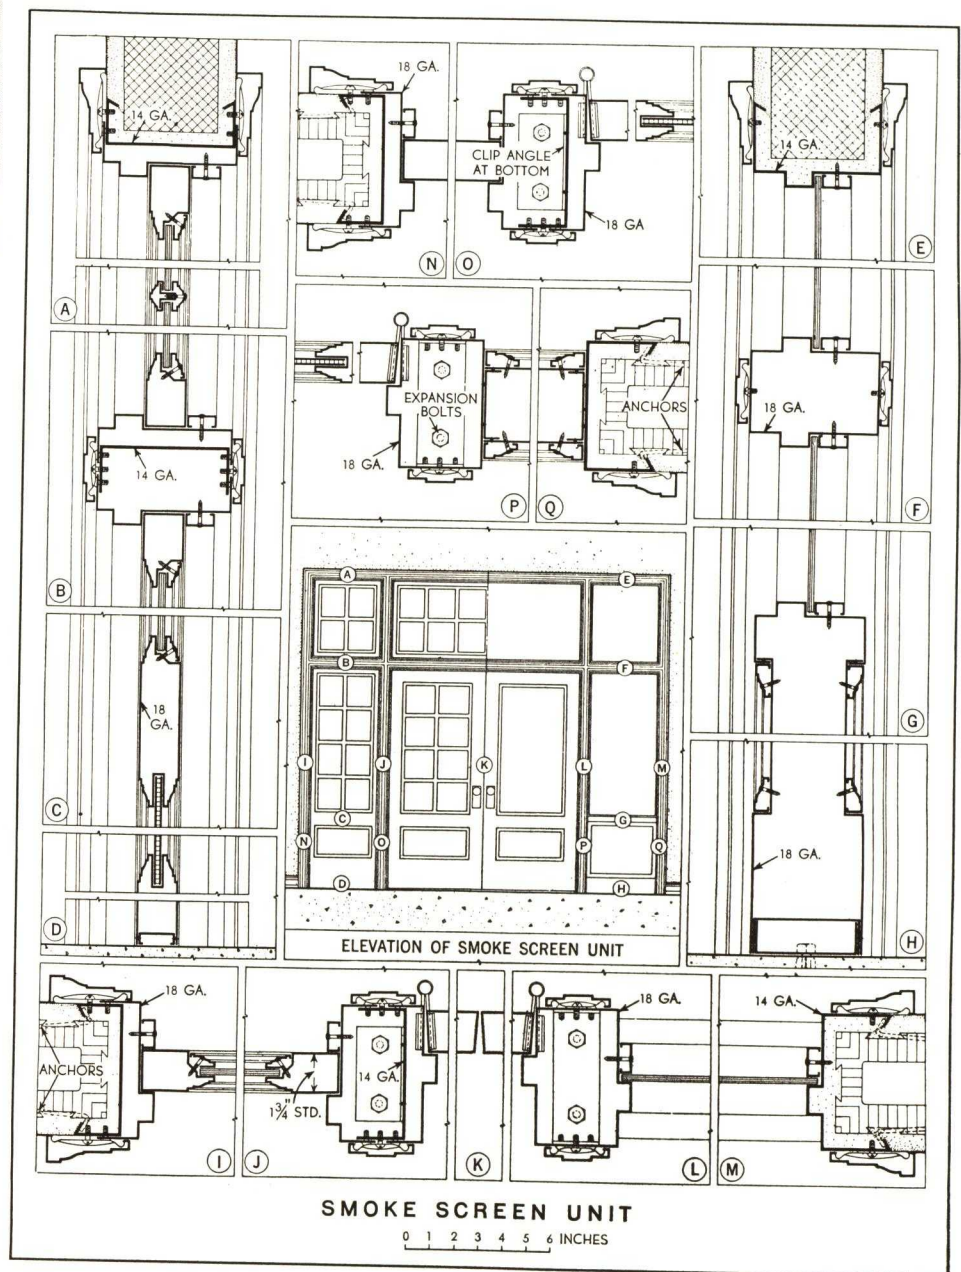 14 GA.
A
18 GA.
N
CLIP ANGLE
AT BOTTOM
18 GA
O
14 GA.
E
14 GA.
B
EXPANSION
BOLTS
18 GA.
P
ANCHORS
Q
18 GA.
F
18
GA.
C
D
A
E
B
F
I
J
K
L
M
C
G
N
O
P
Q
D
H
ELEVATION OF SMOKE SCREEN UNIT
G
18 GA.
H
18 GA.
ANCHORS
I
1 3/4" STD.
14 GA.
J
K
18 GA.
L
14 GA.
M
SMOKE SCREEN UNIT
0 1 2 3 4 5 6 INCHES